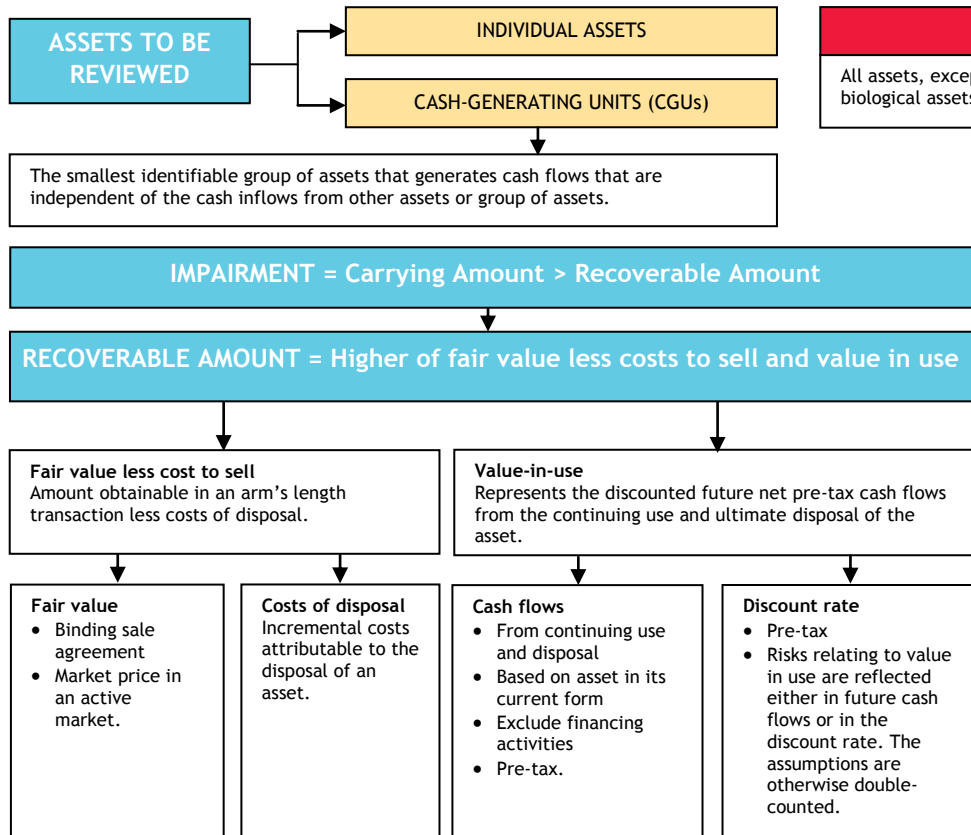 ASSETS TO BE
REVIEWED
INDIVIDUAL ASSETS
CASH-GENERATING UNITS (CGUs)
All assets, excep
biological assets
The smallest identifiable group of assets that generates cash flows that are
independent of the cash inflows from other assets or group of assets.
IMPAIRMENT = Carrying Amount > Recoverable Amount
RECOVERABLE AMOUNT = Higher of fair value less costs to sell and value in use
Fair value less cost to sell
Amount obtainable in an arm’s length
transaction less costs of disposal.
Value-in-use
Represents the discounted future net pre-tax cash flows
from the continuing use and ultimate disposal of the
asset.
Fair value
• Binding sale
agreement
• Market price in
an active
market.
Costs of disposal
Incremental costs
attributable to the
disposal of an
asset.
Cash flows
• From continuing use
and disposal
• Based on asset in its
current form
• Exclude financing
activities
• Pre-tax.
Discount rate
• Pre-tax
• Risks relating to value
in use are reflected
either in future cash
flows or in the
discount rate. The
assumptions are
otherwise double-
counted.